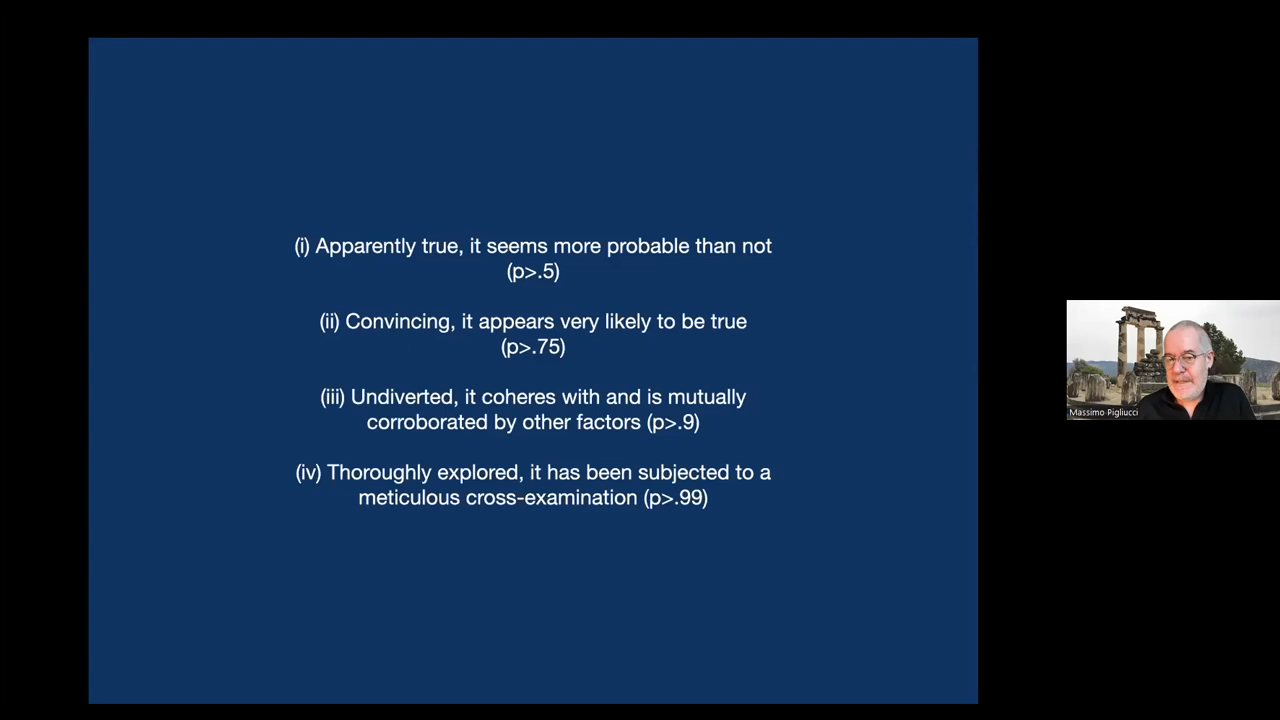 (i) Apparently true, it seems more probable than not
(p>.5)
(ii) Convincing, it appears very likely to be true
(p>.75)
(iii) Undiverted, it coheres with and is mutually
corroborated by other factors (p>.9)
(iv) Thoroughly explored, it has been subjected to a
meticulous cross-examination (p>.99)
Massimo Pigliucci